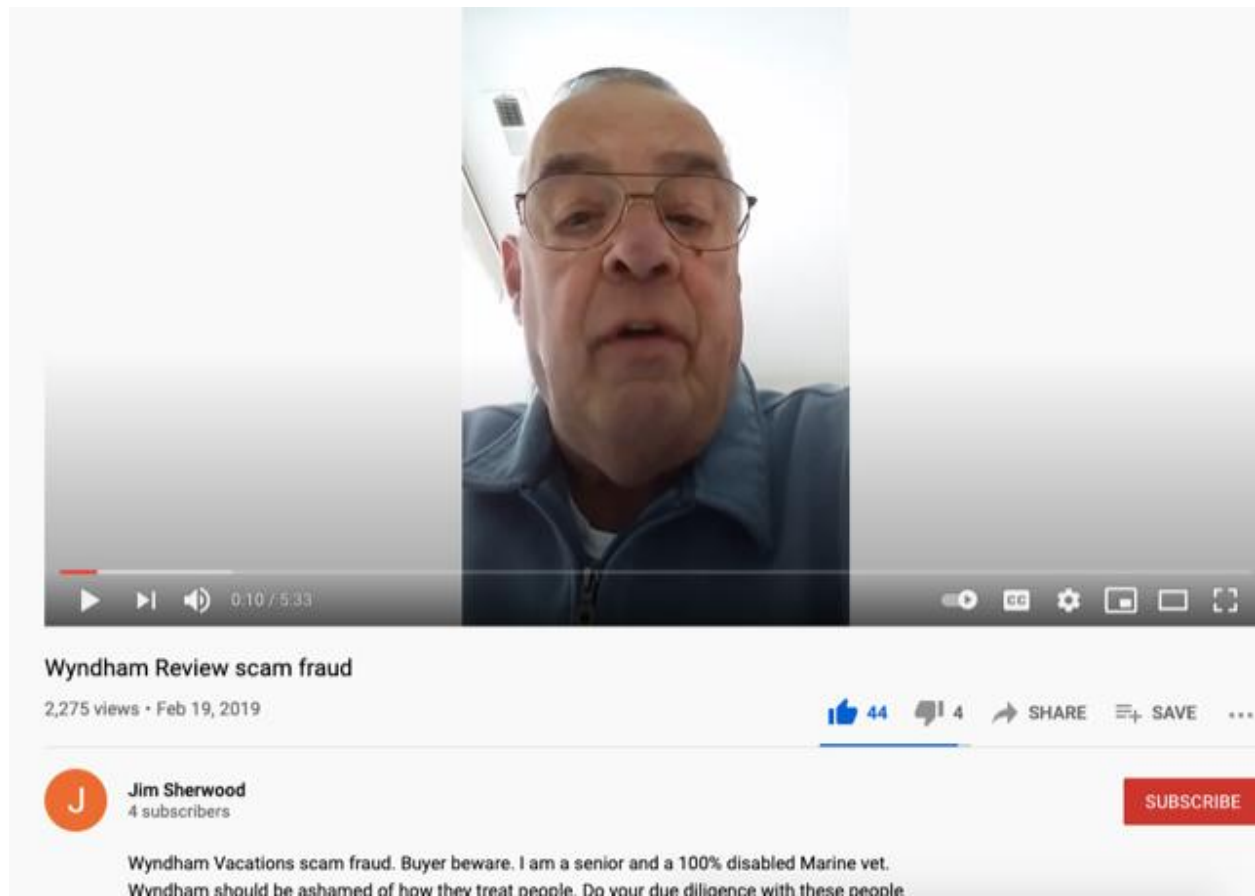 0:10 / 5:33
CC
Wyndham Review scam fraud
2,275 views • Feb 19, 2019
44
4
SHARE
SAVE
J
Jim Sherwood
4 subscribers
SUBSCRIBE
Wyndham Vacations scam fraud. Buyer beware. I am a senior and a 100% disabled Marine vet.
Wyndham should be ashamed of how they treat people. Do your due diligence with these people